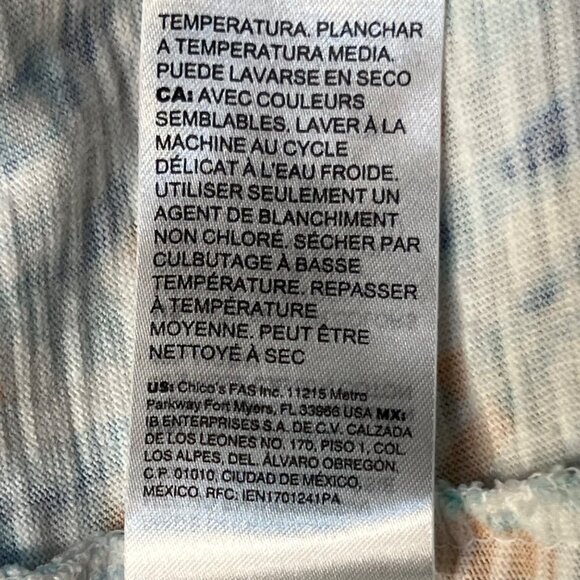 TEMPERATURA. PLANCHAR
A TEMPERATURA MEDIA.
PUEDE LAVARSE EN SECO
CA: AVEC COULEURS
SEMBLABLES, LAVER À LA
MACHINE AU CYCLE
DÉLICAT À L'EAU FROIDE.
UTILISER SEULEMENT UN
AGENT DE BLANCHIMENT
NON CHLORÉ. SÉCHER PAR
CULBUTAGE À BASSE
TEMPÉRATURE. REPASSER
À TEMPÉRATURE
MOYENNE. PEUT ÊTRE
NETTOYÉ À SEC
US: Chico's FAS Inc. 11215 Metro
Parkway Fort Myers, FL 33966 USA MX:
IB ENTERPRISES S.A. DE C.V. CALZADA
DE LOS LEONES NO. 170, PISO 1, COL.
LOS ALPES, DEL. ÁLVARO OBREGON.
C.P. 01010, CIUDAD DE MÉXICO,
MÉXICO. RFC: IEN1701241PA